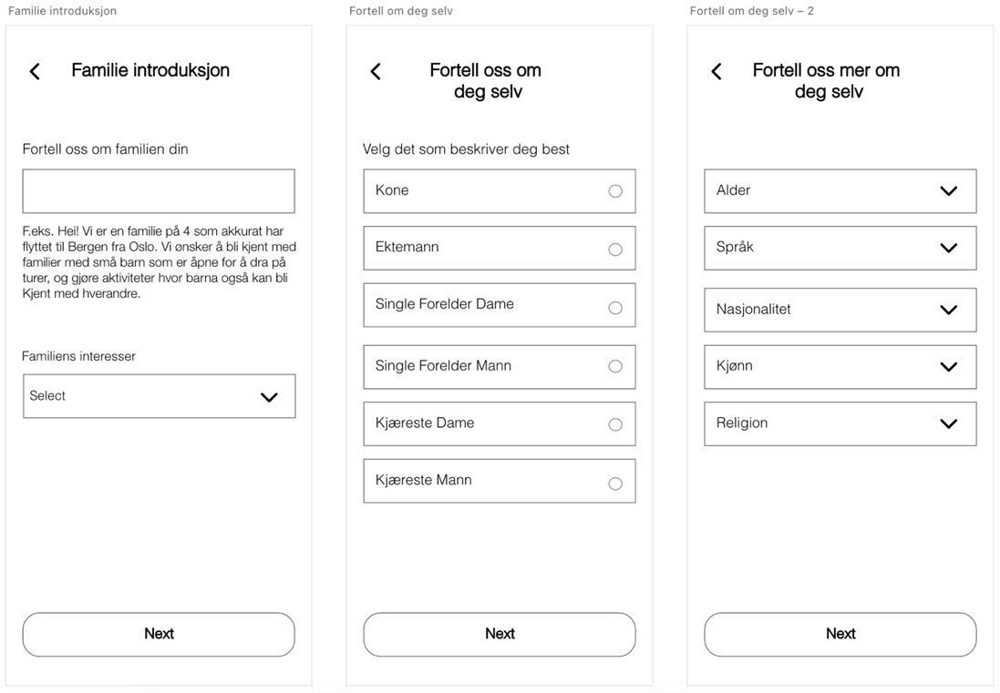 Familie introduksjon
Familie introduksjon
Fortell oss om familien din
F.eks. Hei! Vi er en familie på 4 som akkurat har
flyttet til Bergen fra Oslo. Vi ønsker å bli kjent med
familier med små barn som er åpne for å dra på
turer, og gjøre aktiviteter hvor barna også kan bli
Kjent med hverandre.
Familiens interesser
Select
Next
Fortell om deg selv
Fortell oss om
deg selv
Velg det som beskriver deg best
Kone
Ektemann
Single Forelder Dame
Single Forelder Mann
Kjæreste Dame
Kjæreste Mann
Next
Fortell om deg selv – 2
Fortell oss mer om
deg selv
Alder
Språk
Nasjonalitet
Kjønn
Religion
Next